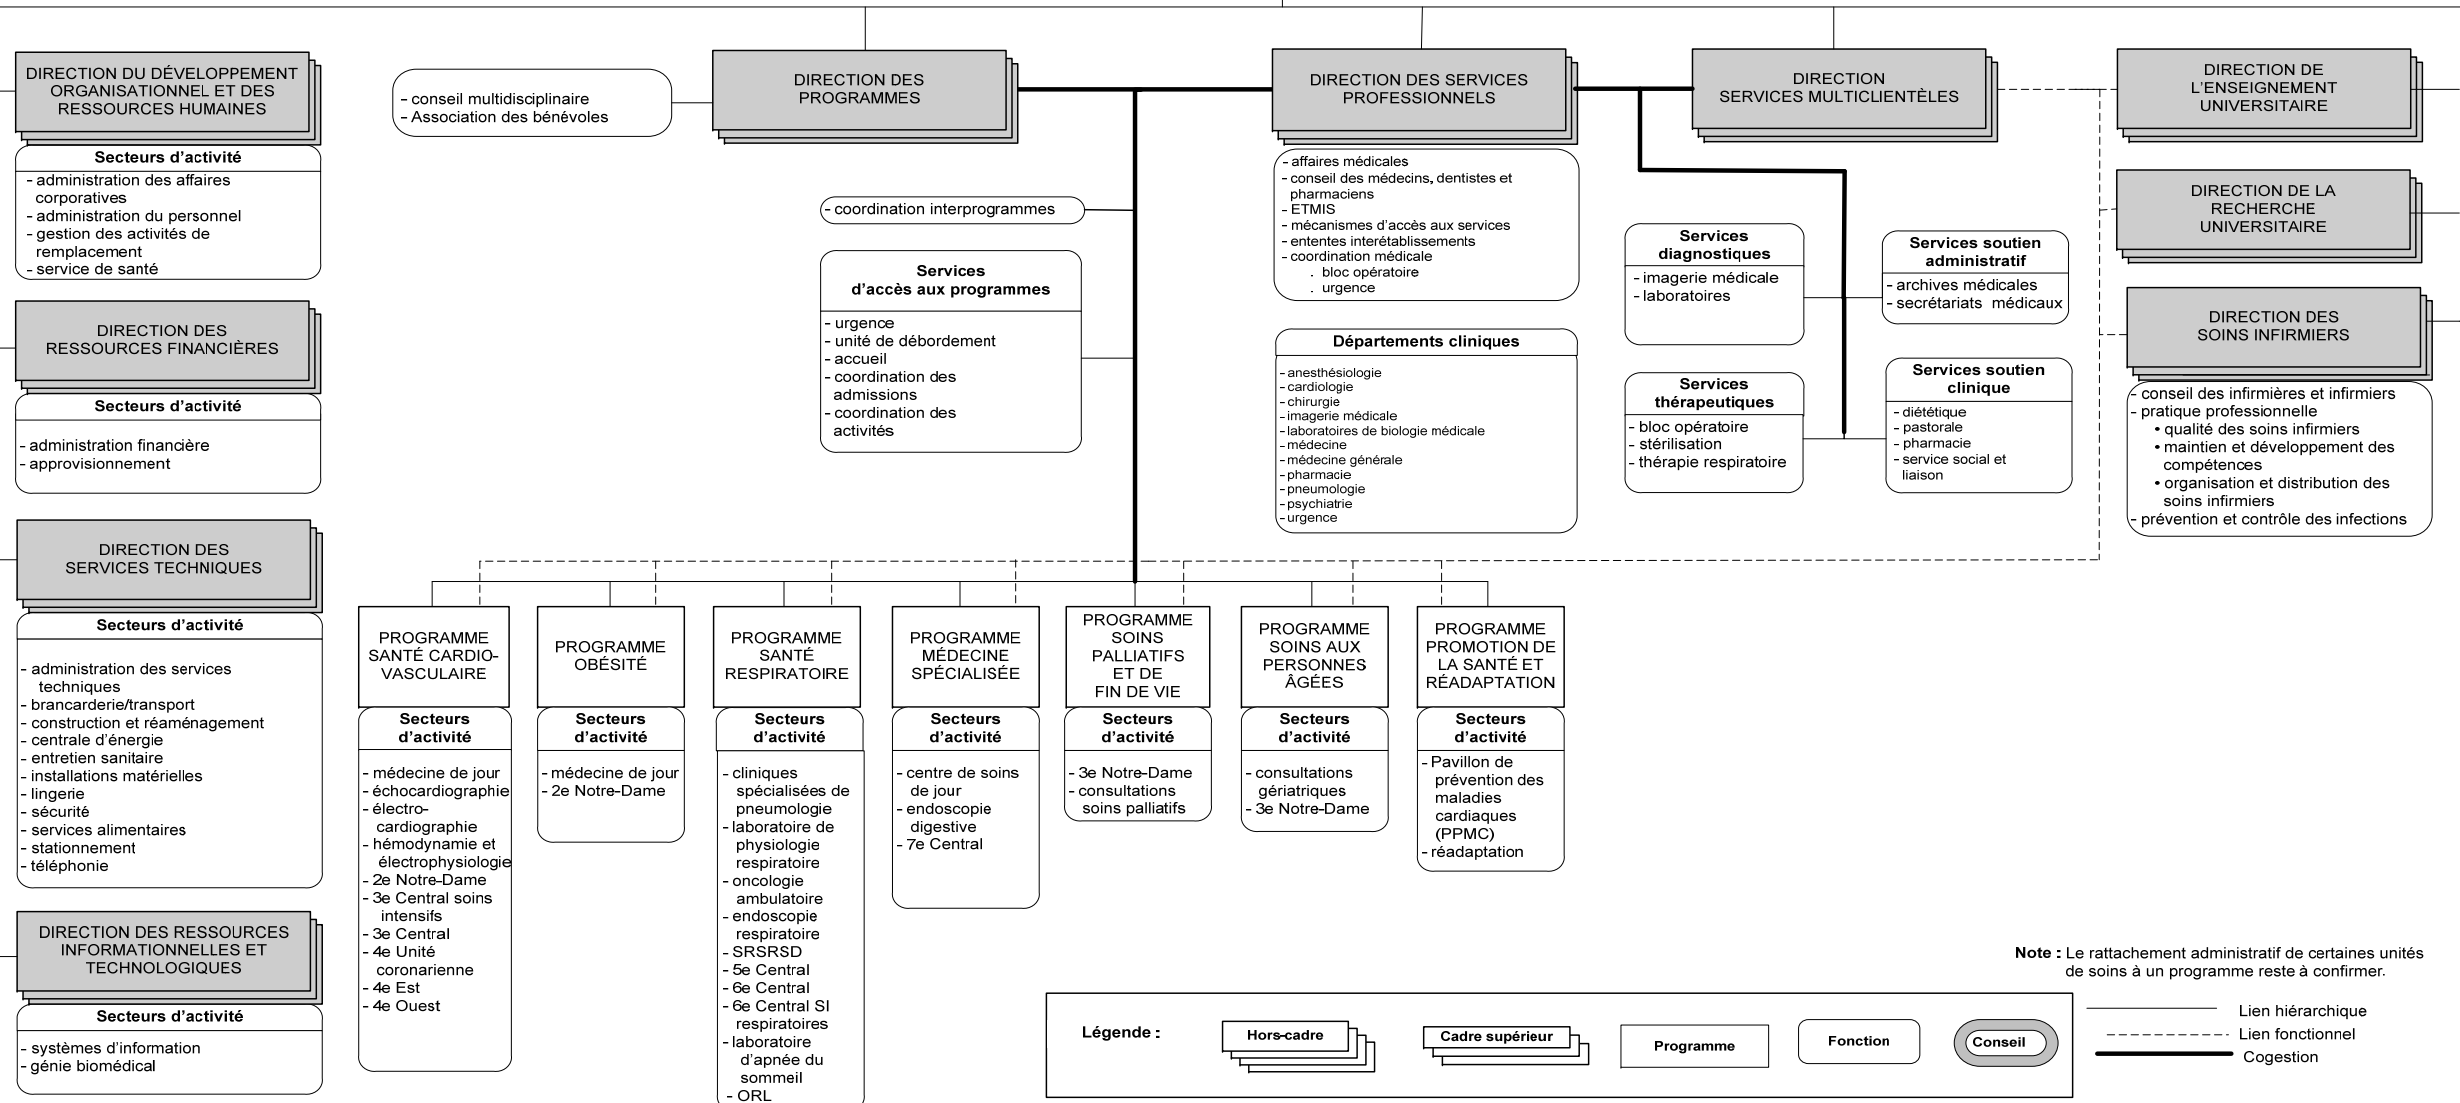 DIRECTION DU DÉVELOPPEMENT
ORGANISATIONNEL ET DES
RESSOURCES HUMAINES
Secteurs d'activité
- administration des affaires
corporatives
- administration du personnel
- gestion des activités de
remplacement
- service de santé
DIRECTION DES
RESSOURCES FINANCIÈRES
Secteurs d'activité
- administration financière
- approvisionnement
DIRECTION DES
SERVICES TECHNIQUES
Secteurs d'activité
- administration des services
techniques
- brancarderie/transport
- construction et réaménagement
- centrale d'énergie
- entretien sanitaire
- installations matérielles
- lingerie
- sécurité
- services alimentaires
- stationnement
- téléphonie
DIRECTION DES RESSOURCES
INFORMATIONNELLES ET
TECHNOLOGIQUES
Secteurs d'activité
- systèmes d'information
- génie biomédical
- conseil multidisciplinaire
- Association des bénévoles
DIRECTION DES
PROGRAMMES
- coordination interprogrammes
Services
d'accès aux programmes
- urgence
- unité de débordement
- accueil
- coordination des
admissions
- coordination des
activités
DIRECTION DES SERVICES
PROFESSIONNELS
- affaires médicales
- conseil des médecins, dentistes et
pharmaciens
- ETMIS
- mécanismes d'accès aux services
- ententes interétablissements
- coordination médicale
. bloc opératoire
. urgence
Départements cliniques
- anesthésiologie
- cardiologie
- chirurgie
- imagerie médicale
- laboratoires de biologie médicale
- médecine
- médecine générale
- pharmacie
- pneumologie
- psychiatrie
- urgence
DIRECTION
SERVICES MULTICLIENTÈLES
Services
diagnostiques
- imagerie médicale
- laboratoires
Services soutien
administratif
- archives médicales
- secrétariats médicaux
Services
thérapeutiques
- bloc opératoire
- stérilisation
- thérapie respiratoire
Services soutien
clinique
- diététique
- pastorale
- pharmacie
- service social et
liaison
DIRECTION DE
L'ENSEIGNEMENT
UNIVERSITAIRE
DIRECTION DE LA
RECHERCHE
UNIVERSITAIRE
DIRECTION DES
SOINS INFIRMIERS
- conseil des infirmières et infirmiers
- pratique professionnelle
• qualité des soins infirmiers
• maintien et développement des
compétences
• organisation et distribution des
soins infirmiers
- prévention et contrôle des infections
PROGRAMME
SANTÉ CARDIO-
VASCULAIRE
Secteurs
d'activité
- médecine de jour
- échocardiographie
- électro-
cardiographie
- hémodynamie et
électrophysiologie
- 2e Notre-Dame
- 3e Central soins
intensifs
- 3e Central
- 4e Unité
coronarienne
- 4e Est
- 4e Ouest
PROGRAMME
OBÉSITÉ
Secteurs
d'activité
- médecine de jour
- 2e Notre-Dame
PROGRAMME
SANTÉ
RESPIRATOIRE
Secteurs
d'activité
- cliniques
spécialisées de
pneumologie
- laboratoire de
physiologie
respiratoire
- oncologie
ambulatoire
- endoscopie
respiratoire
- SRSRSD
- 5e Central
- 6e Central
- 6e Central SI
respiratoires
- laboratoire
d'apnée du
sommeil
- ORL
PROGRAMME
MÉDECINE
SPÉCIALISÉE
Secteurs
d'activité
- centre de soins
de jour
- endoscopie
digestive
- 7e Central
PROGRAMME
SOINS
PALLIATIFS
ET DE
FIN DE VIE
Secteurs
d'activité
- 3e Notre-Dame
- consultations
soins palliatifs
PROGRAMME
SOINS AUX
PERSONNES
ÂGÉES
Secteurs
d'activité
- consultations
gériatriques
- 3e Notre-Dame
PROGRAMME
PROMOTION DE
LA SANTÉ ET
RÉADAPTATION
Secteurs
d'activité
- Pavillon de
prévention des
maladies
cardiaques
(PPMC)
- réadaptation
Note : Le rattachement administratif de certaines unités
de soins à un programme reste à confirmer.
Légende :
Hors-cadre
Cadre supérieur
Programme
Fonction
Conseil
Lien hiérarchique
Lien fonctionnel
Cogestion